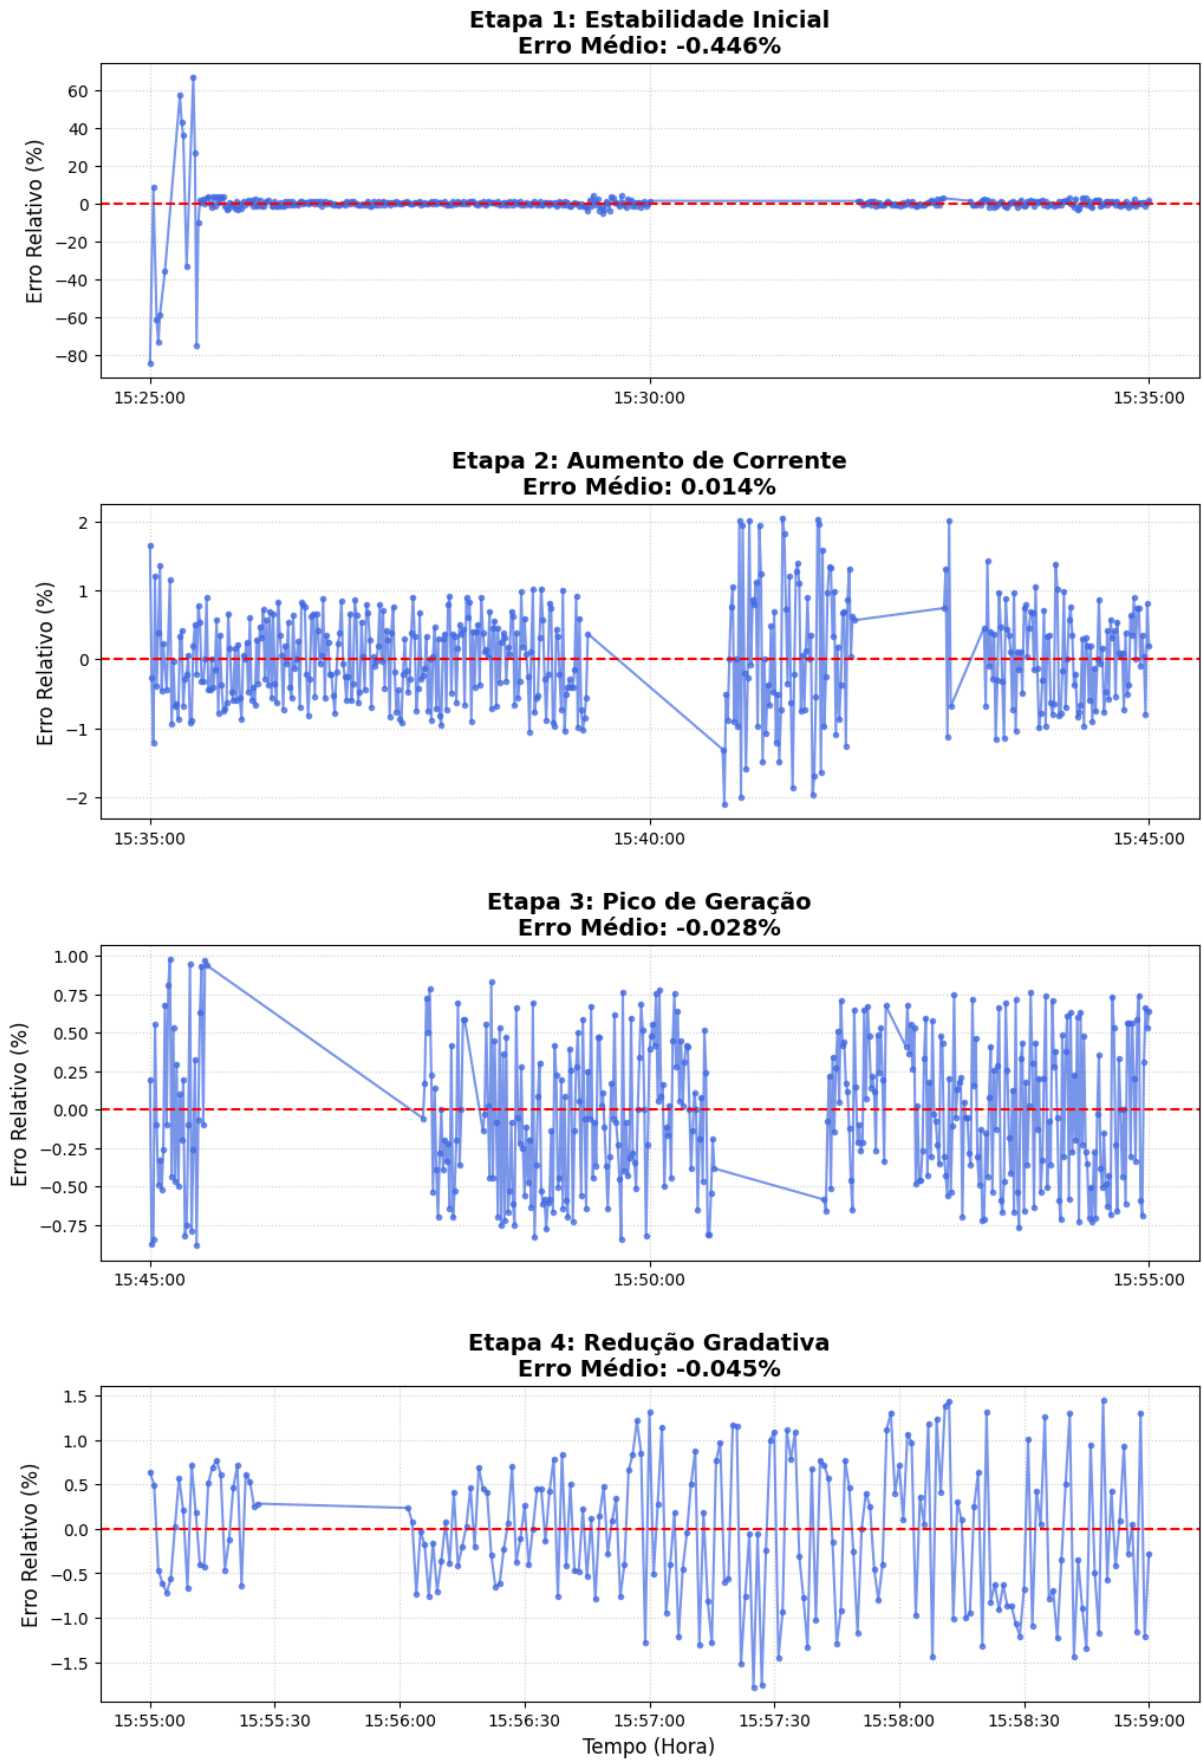 Etapa 1: Estabilidade Inicial
Erro Médio: -0.446%
Erro Relativo (%)
60
40
20
0
−20
−40
−60
−80
15:25:00 15:30:00 15:35:00
Etapa 2: Aumento de Corrente
Erro Médio: 0.014%
Erro Relativo (%)
2
1
0
−1
−2
15:35:00 15:40:00 15:45:00
Etapa 3: Pico de Geração
Erro Médio: -0.028%
Erro Relativo (%)
1.00
0.75
0.50
0.25
0.00
−0.25
−0.50
−0.75
15:45:00 15:50:00 15:55:00
Etapa 4: Redução Gradativa
Erro Médio: -0.045%
Erro Relativo (%)
1.5
1.0
0.5
0.0
−0.5
−1.0
−1.5
15:55:00 15:55:30 15:56:00 15:56:30 15:57:00 15:57:30 15:58:00 15:58:30 15:59:00
Tempo (Hora)